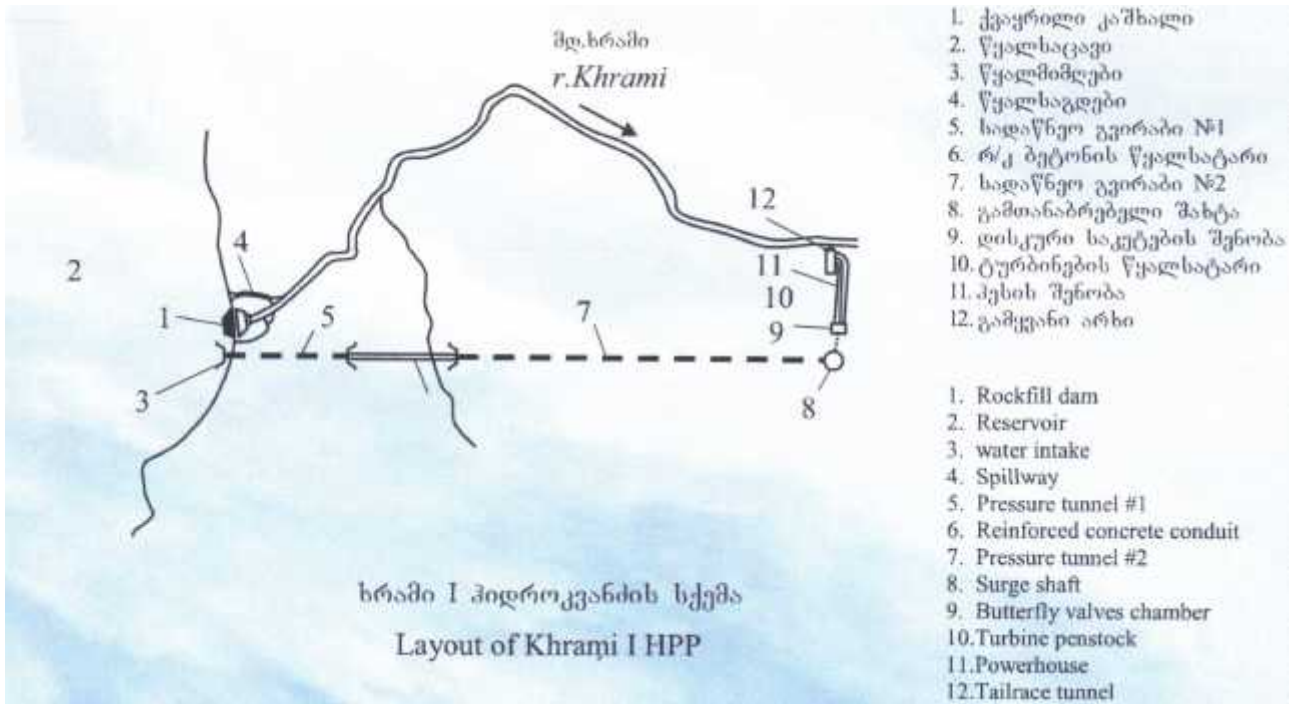 მდ.ხრამი
r.Khrami
12
4
2
11
10
1
5
7
9
3
8
ხრამი I ჰიდროკვანძის სქემა
Layout of Khrami I HPP
1. ქვაყრილი კაშხალი
2. წყალსაცავი
3. წყალმიმღები
4. წყალსაგდები
5. სადაწნეო გვირაბი №1
6. რ/კ ბეტონის წყალსატარი
7. სადაწნეო გვირაბი №2
8. გამთანაბრებელი შახტა
9. დისკური საკეტების შენობა
10. ტურბინების წყალსატარი
11. ჰესის შენობა
12. გამყვანი არხი
1. Rockfill dam
2. Reservoir
3. water intake
4. Spillway
5. Pressure tunnel #1
6. Reinforced concrete conduit
7. Pressure tunnel #2
8. Surge shaft
9. Butterfly valves chamber
10.Turbine penstock
11.Powerhouse
12.Tailrace tunnel